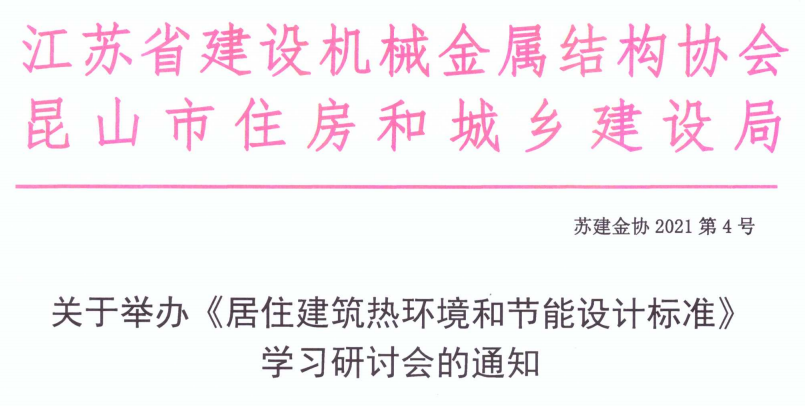 江苏省建设机械金属结构协会
昆山市住房和城乡建设局
苏建金协 2021 第 4 号
关于举办《居住建筑热环境和节能设计标准》
学习研讨会的通知